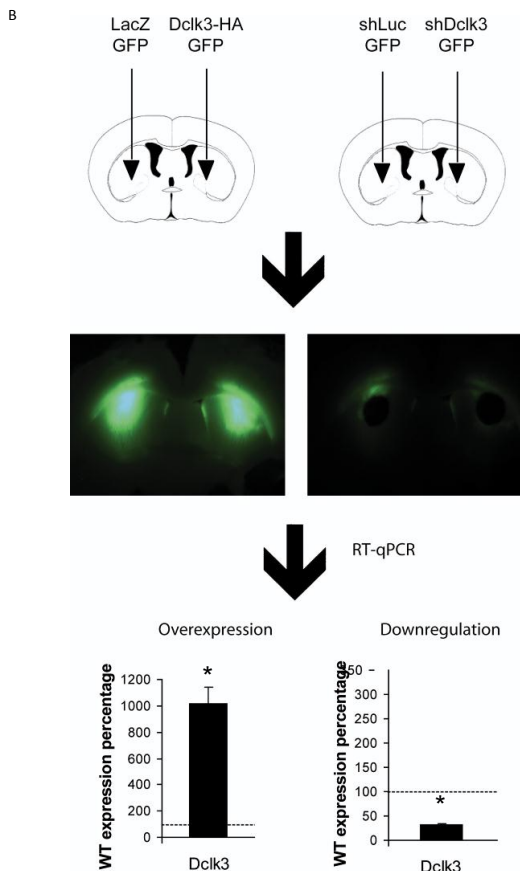 B
LacZ Dclk3-HA
GFP GFP
shLuc shDclk3
GFP GFP
RT-qPCR
Overexpression
WT expression percentage
1200
1000
800
600
400
200
0
*
Dclk3
Downregulation
WT expression percentage
350
300
250
200
150
100
50
0
*
Dclk3